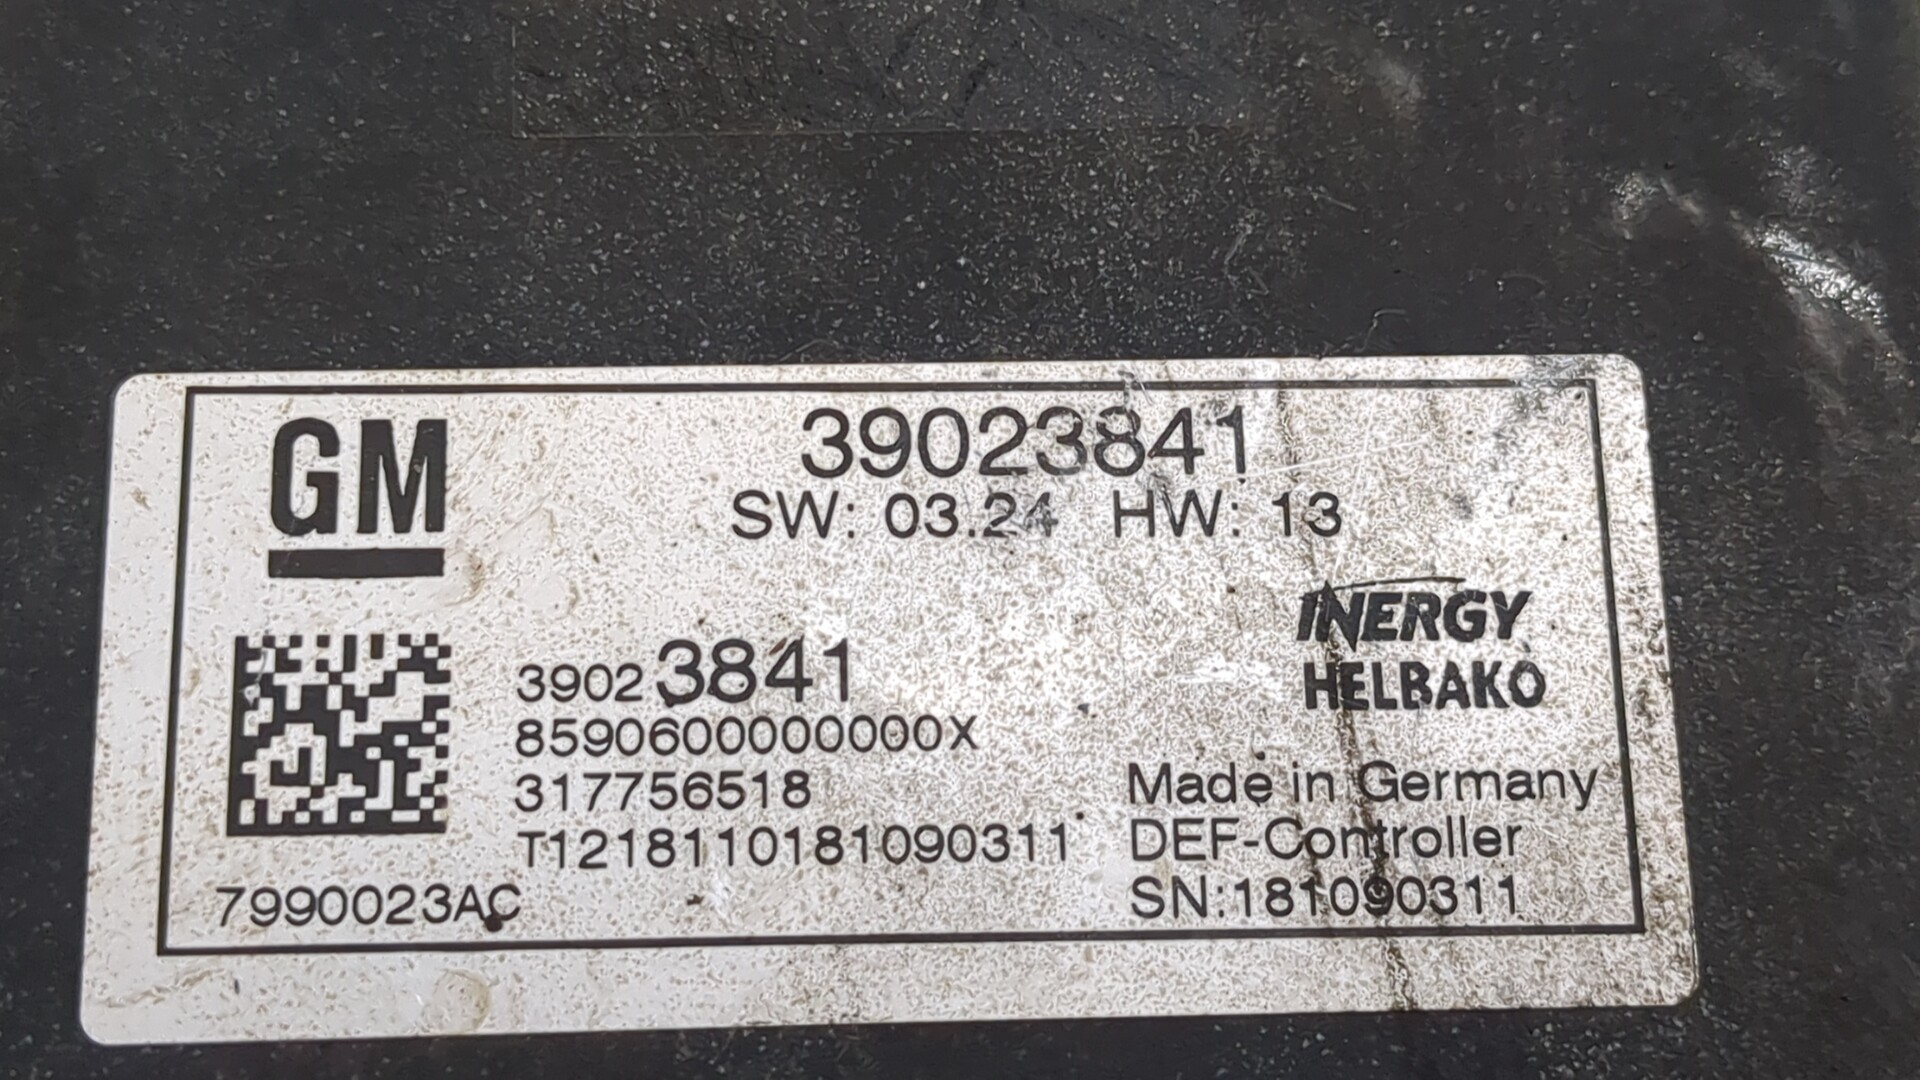 GM
39023841
SW: 03.24 HW: 13
INERGY
HELBAKO
39023841
8590600000000X
317756518
T1218110181090311
7990023AC
Made in Germany
DEF-Controller
SN:181090311